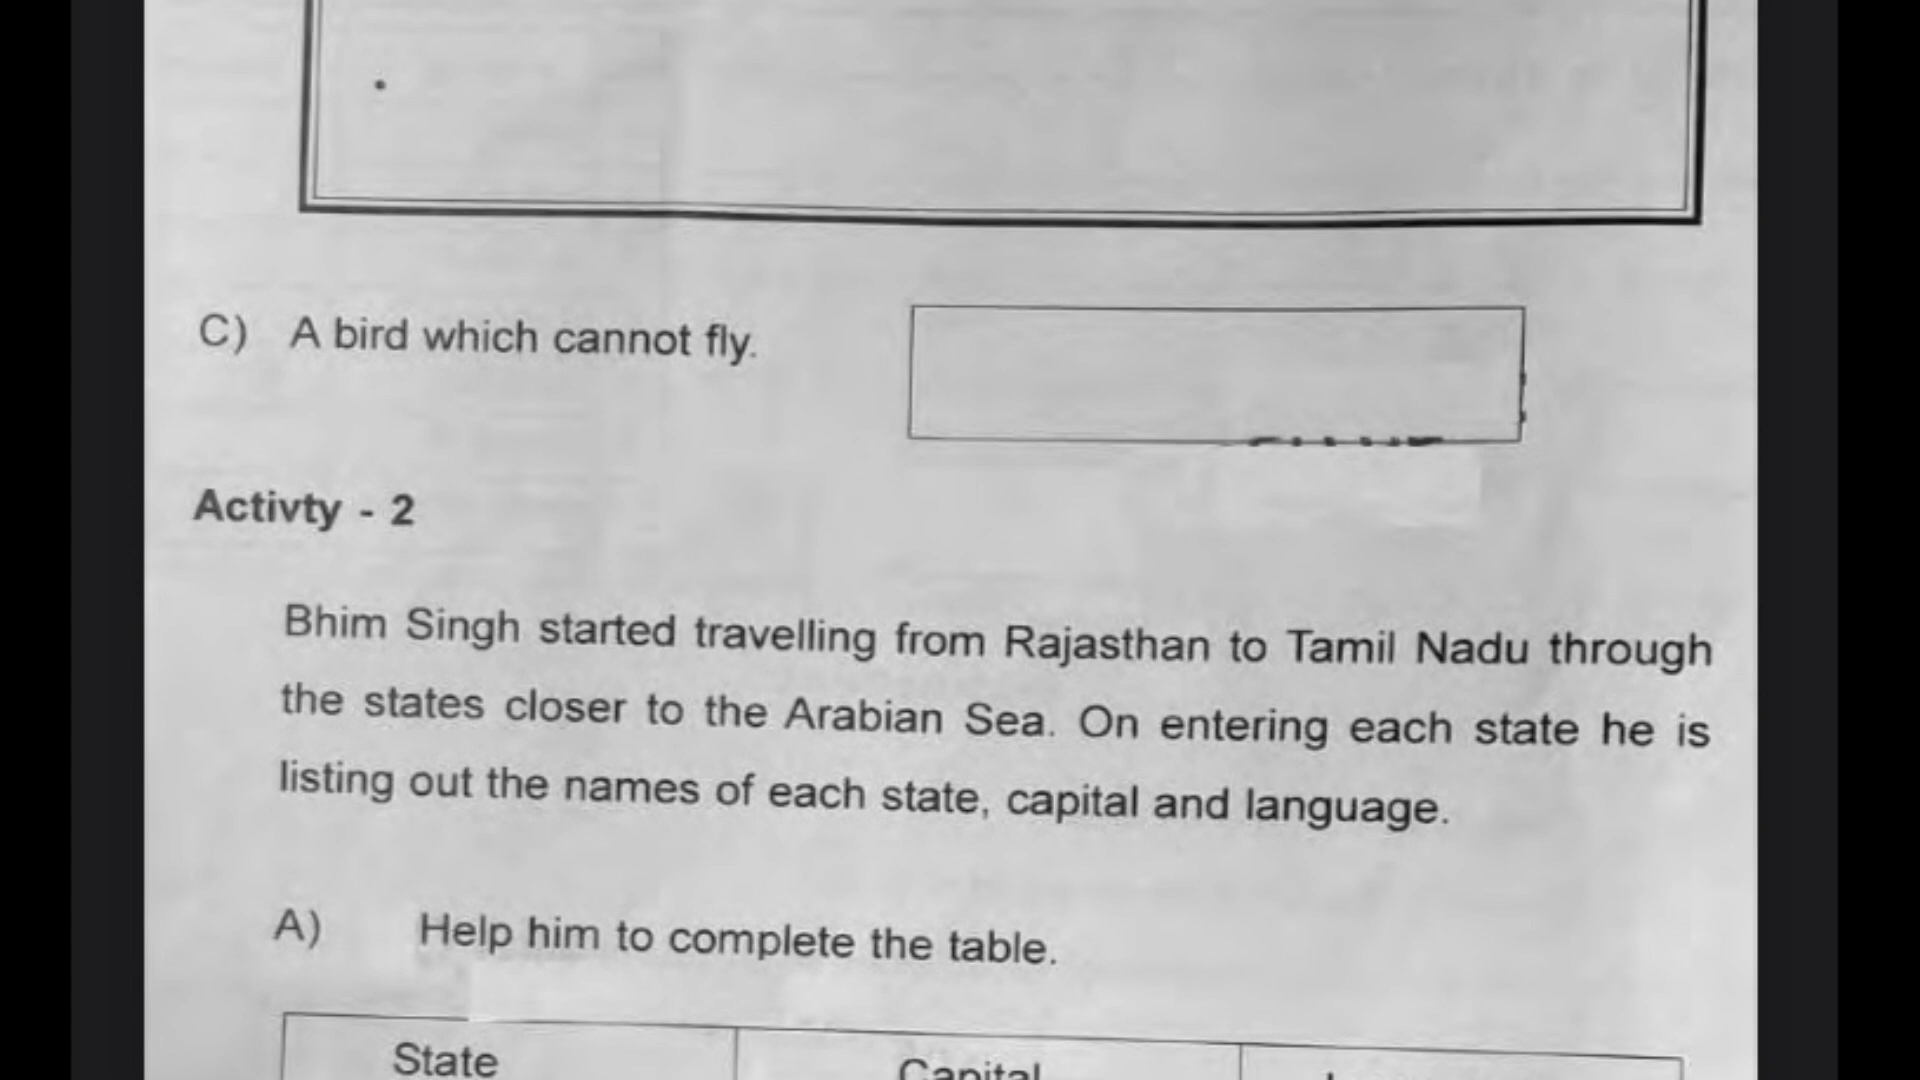 C) A bird which cannot fly.
Activty - 2
Bhim Singh started travelling from Rajasthan to Tamil Nadu through
the states closer to the Arabian Sea. On entering each state he is
listing out the names of each state, capital and language.
A) Help him to complete the table.
State Capital